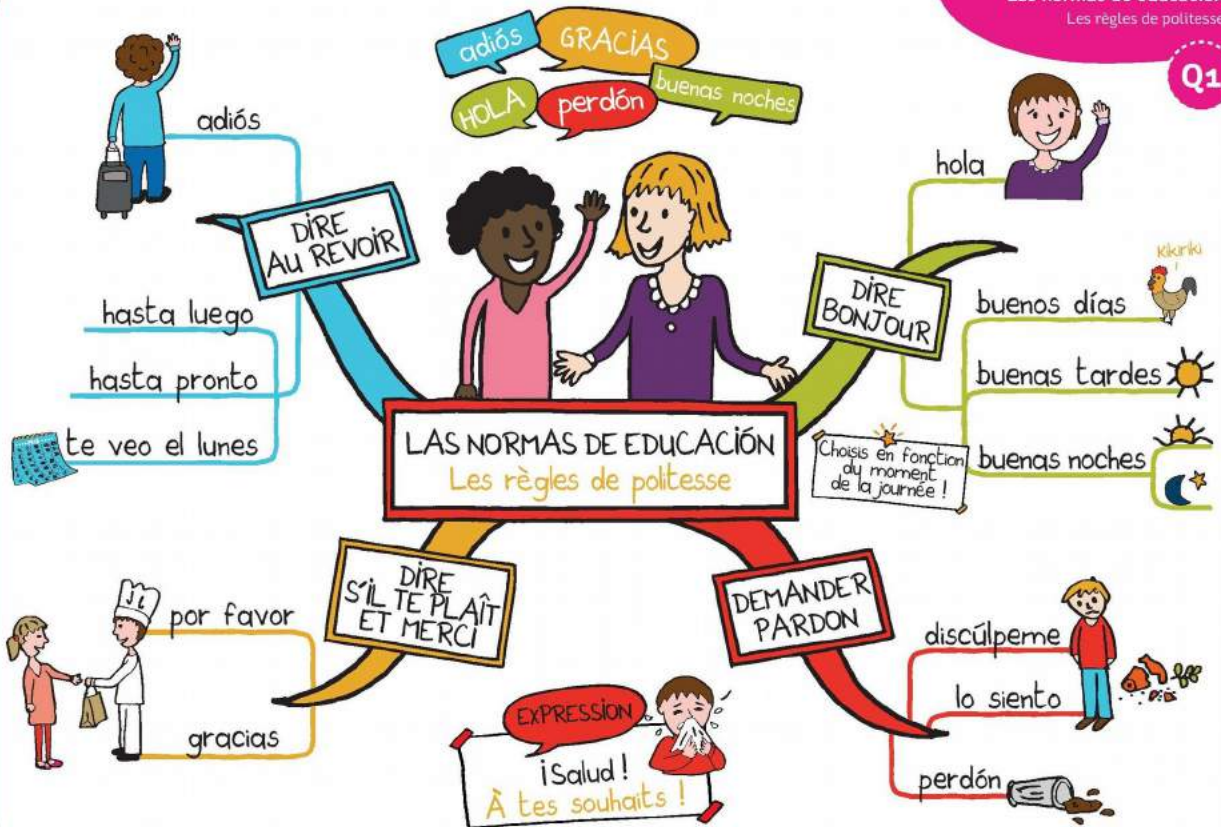 Les règles de politesse
Q1
adiós
GRACIAS
HOLA
perdón
buenas noches
adiós
DIRE
AU REVOIR
hasta luego
hasta pronto
te veo el lunes
hola
DIRE
BONJOUR
Kikiriki
!
buenos días
buenas tardes
buenas noches
Choisis en fonction
du moment
de la journée !
LAS NORMAS DE EDUCACIÓN
Les règles de politesse
DIRE
S'IL TE PLAÎT
ET MERCI
por favor
gracias
DEMANDER
PARDON
discúlpeme
lo siento
perdón
EXPRESSION
¡Salud !
À tes souhaits !